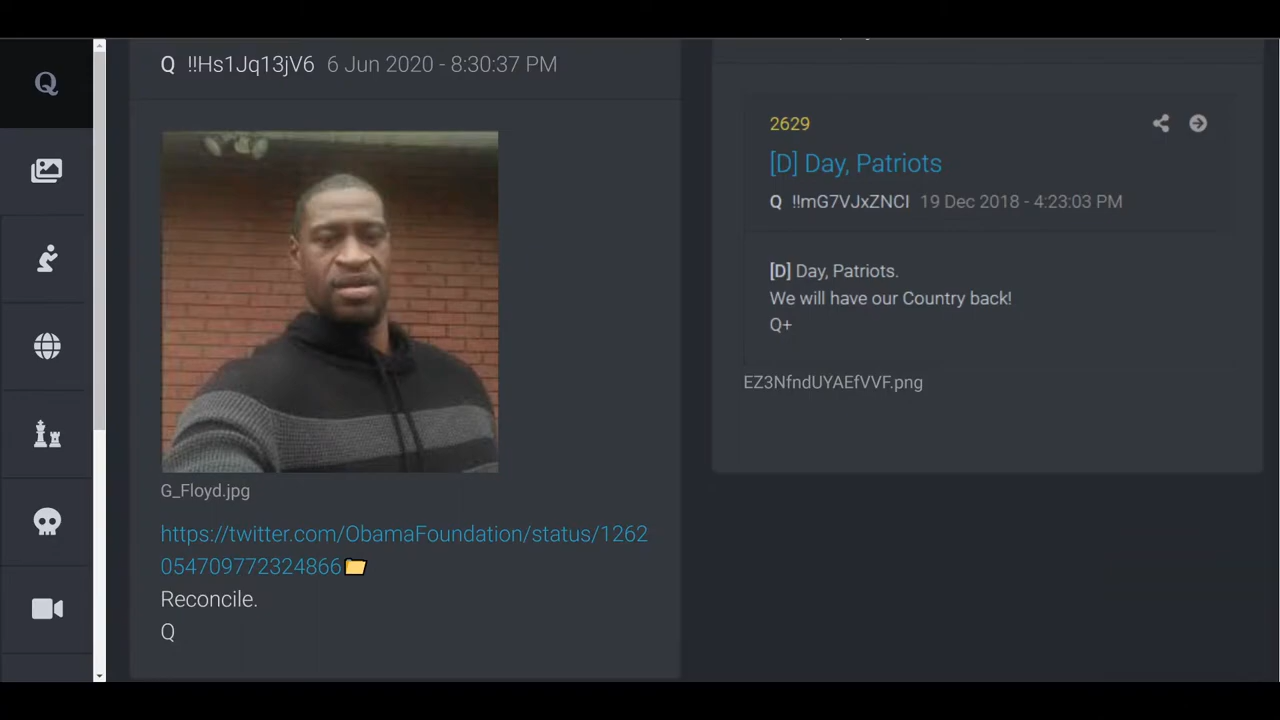 Q
Q !!Hs1Jq13jV6 6 Jun 2020 - 8:30:37 PM
G_Floyd.jpg
https://twitter.com/ObamaFoundation/status/1262
054709772324866
Reconcile.
Q
2629
[D] Day, Patriots
Q !!mG7VJxZNCI 19 Dec 2018 - 4:23:03 PM
[D] Day, Patriots.
We will have our Country back!
Q+
EZ3NfndUYAEfVVF.png